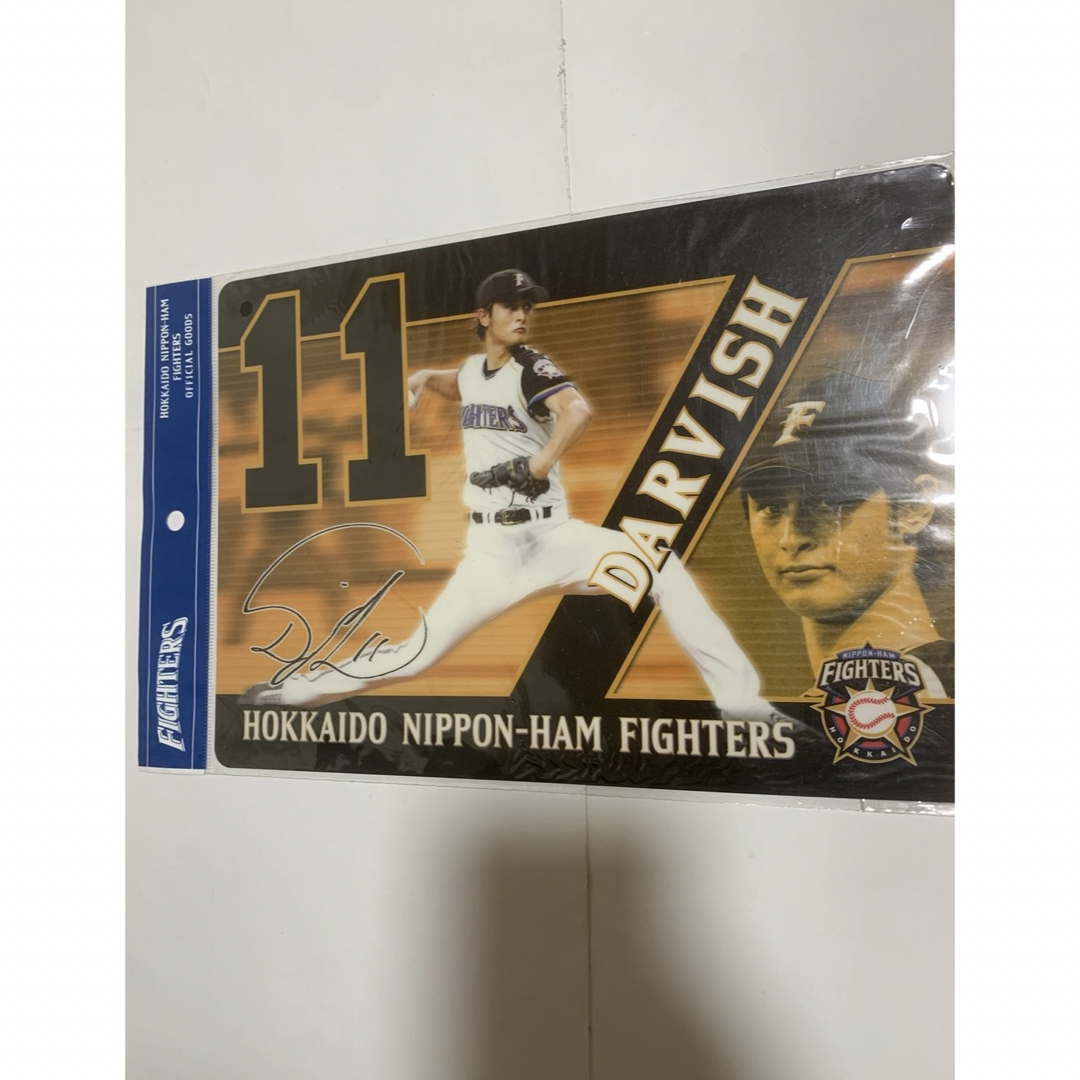 HOKKAIDO NIPPON-HAM
FIGHTERS
OFFICIAL GOODS
FIGHTERS
11
F
FIGHTERS
DARVISH
F
HOKKAIDO NIPPON-HAM FIGHTERS
NIPPON-HAM
FIGHTERS
HOKKAIDO